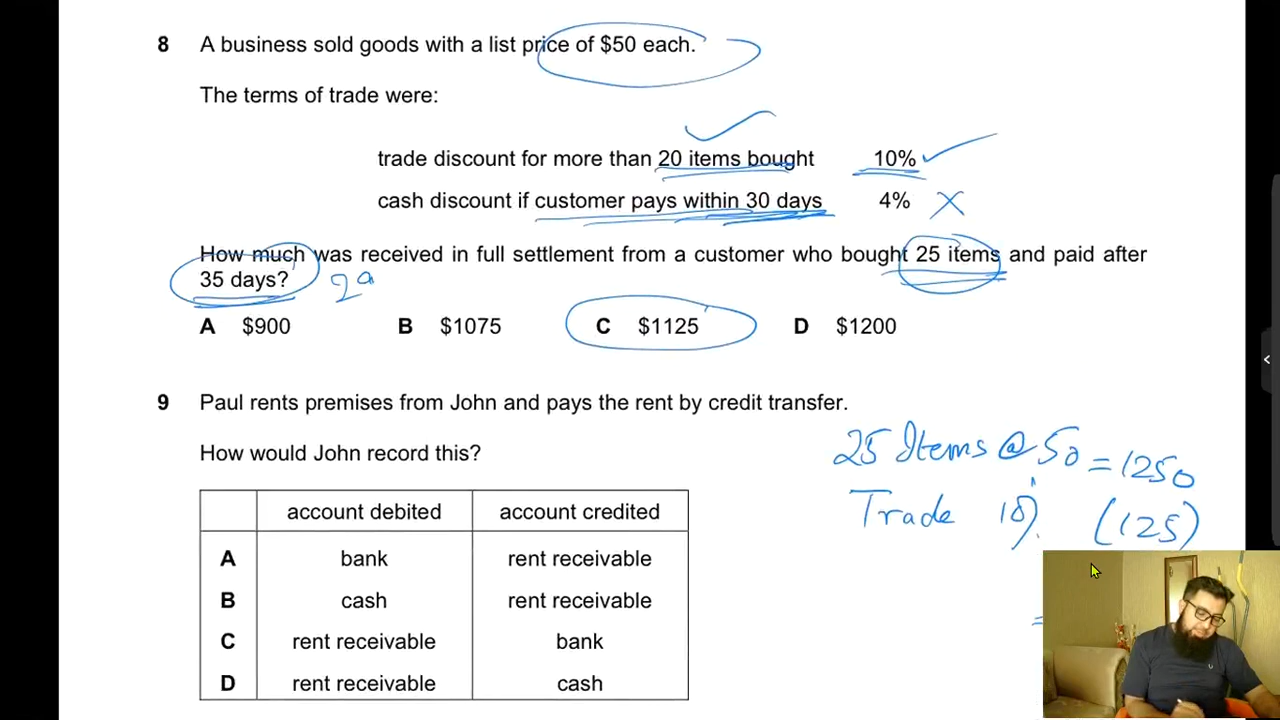 8 A business sold goods with a list price of $50 each.
The terms of trade were:
trade discount for more than 20 items bought 10%
cash discount if customer pays within 30 days 4%
How much was received in full settlement from a customer who bought 25 items and paid after
35 days?
A $900 B $1075 C $1125 D $1200
9 Paul rents premises from John and pays the rent by credit transfer.
How would John record this?
25 Items @ 50 = 1250
Trade 10% (125)
=
account debited account credited
A bank rent receivable
B cash rent receivable
C rent receivable bank
D rent receivable cash